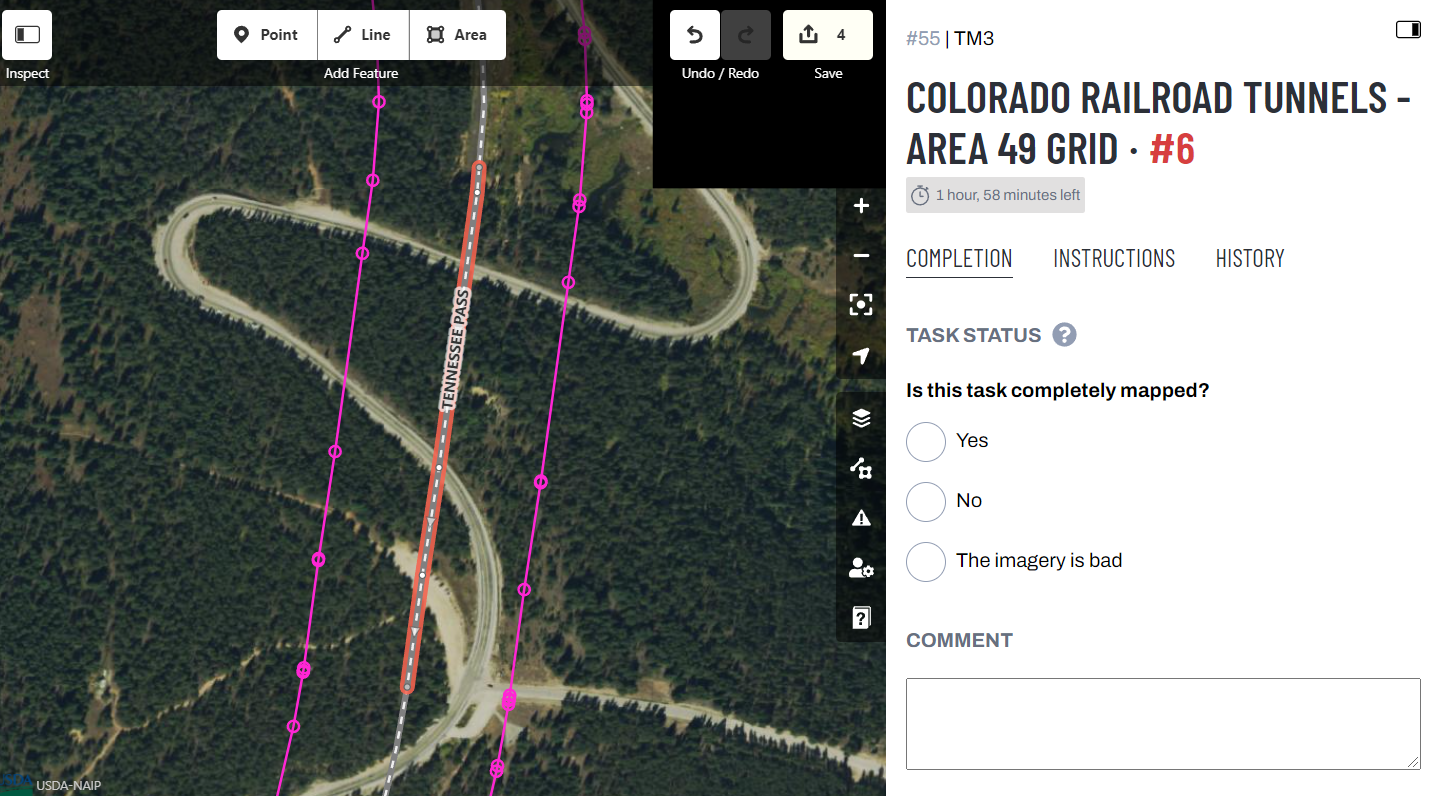 Point
Line
Area
4
Inspect
Add Feature
Undo / Redo
Save
TENNESSEE PASS
USDA-NAIP
#55 | TM3
COLORADO RAILROAD TUNNELS -
AREA 49 GRID · #6
1 hour, 58 minutes left
COMPLETION
INSTRUCTIONS
HISTORY
TASK STATUS ?
Is this task completely mapped?
Yes
No
The imagery is bad
COMMENT